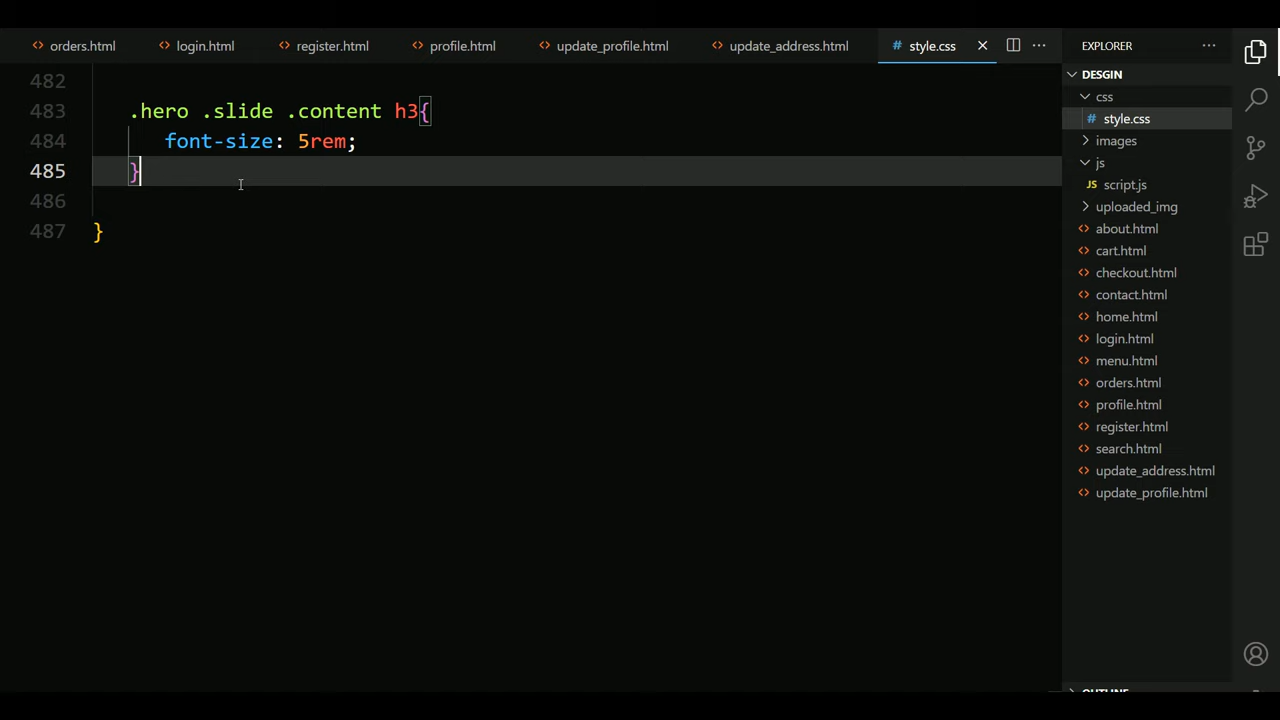 orders.html login.html register.html profile.html update_profile.html update_address.html # style.css EXPLORER
DESGIN
css
# style.css
images
js
JS script.js
uploaded_img
about.html
cart.html
checkout.html
contact.html
home.html
login.html
menu.html
orders.html
profile.html
register.html
search.html
update_address.html
update_profile.html
482
483 .hero .slide .content h3{
484 font-size: 5rem;
485 }
486
487 }
OUTLINE